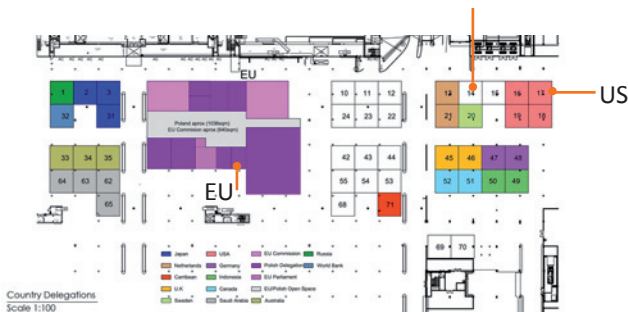 EU
1 2 3
10 11 12
13 14 15 16 17
US
Poland aprox (1038sqm)
EU Commission aprox (840sqm)
32 31
24 23 22
21 20 19 18
33 34 35
42 43 44
45 46 47 48
EU
64 63 62
55 54 53
52 51 50 49
65
68 71
69 70
Japan USA EU Commission Russia
Netherlands Germany Polish Delegation World Bank
Carribean Indonesia EU Parliament
U.K Canada EU/Polish Open Space
Sweden Saudi Arabia Australia
Country Delegations
Scale 1:100